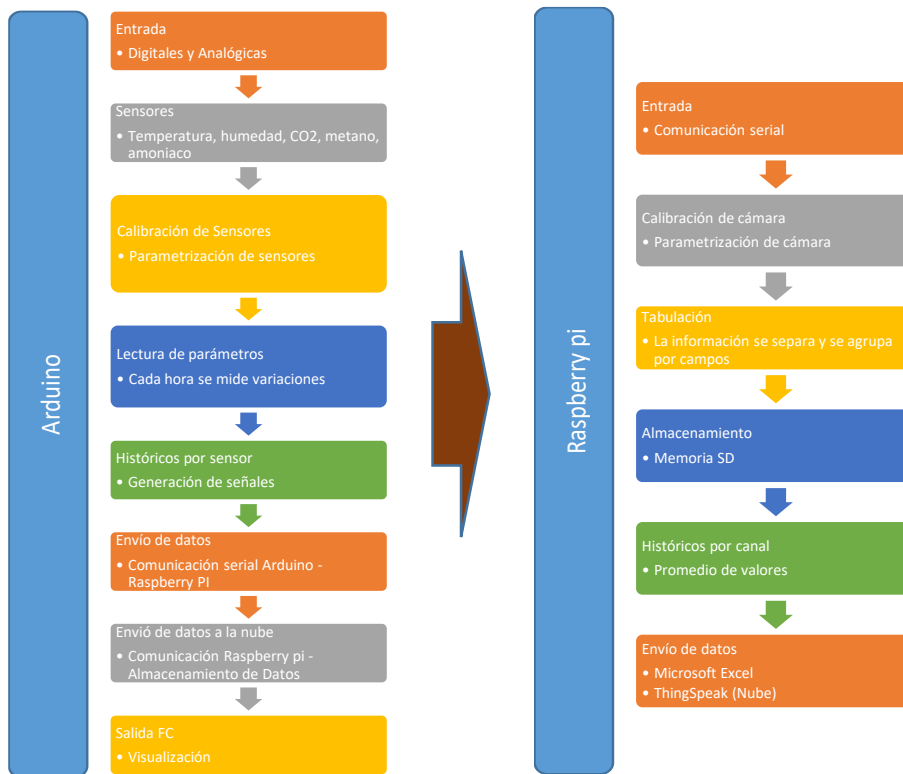 Arduino
Entrada
• Digitales y Analógicas
Sensores
• Temperatura, humedad, CO2, metano,
amoniaco
Calibración de Sensores
• Parametrización de sensores
Lectura de parámetros
• Cada hora se mide variaciones
Históricos por sensor
• Generación de señales
Envío de datos
• Comunicación serial Arduino -
Raspberry PI
Envió de datos a la nube
• Comunicación Raspberry pi -
Almacenamiento de Datos
Salida FC
• Visualización
Raspberry pi
Entrada
• Comunicación serial
Calibración de cámara
• Parametrización de cámara
Tabulación
• La información se separa y se agrupa
por campos
Almacenamiento
• Memoria SD
Históricos por canal
• Promedio de valores
Envío de datos
• Microsoft Excel
• ThingSpeak (Nube)